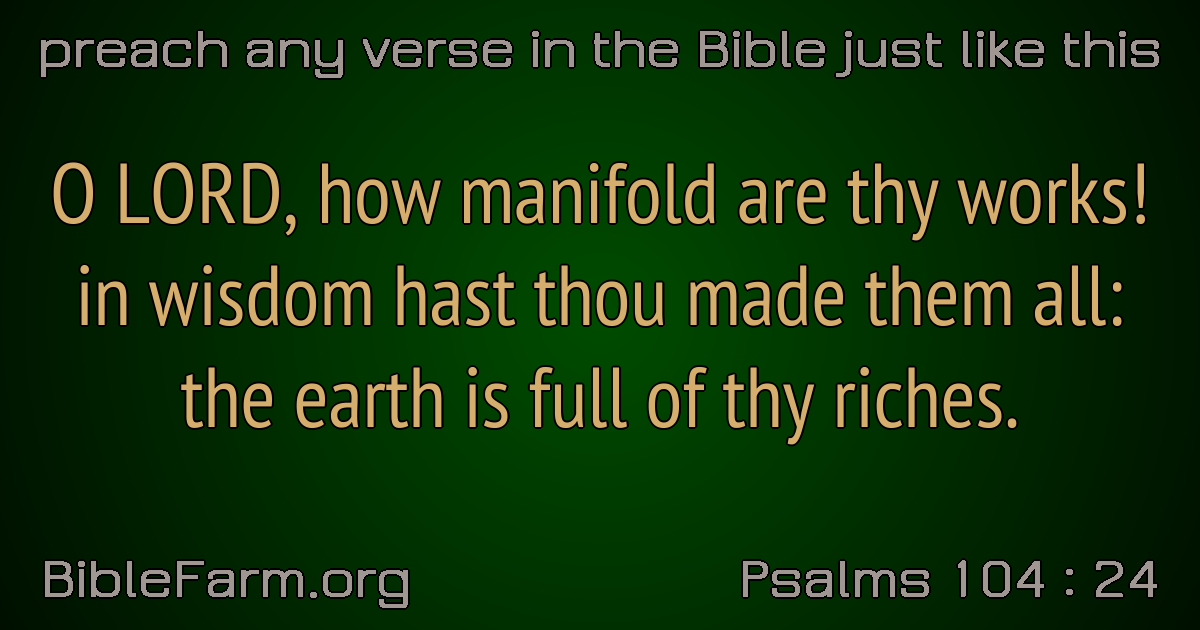 preach any verse in the Bible just like this
O LORD, how manifold are thy works!
in wisdom hast thou made them all:
the earth is full of thy riches.
BibleFarm.org
Psalms 104 : 24